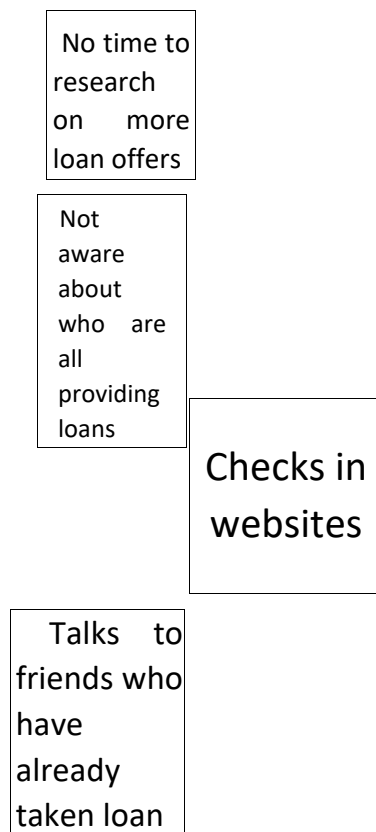 No time to
research
on more
loan offers
Not
aware
about
who are
all
providing
loans
Checks in
websites
Talks to
friends who
have
already
taken loan